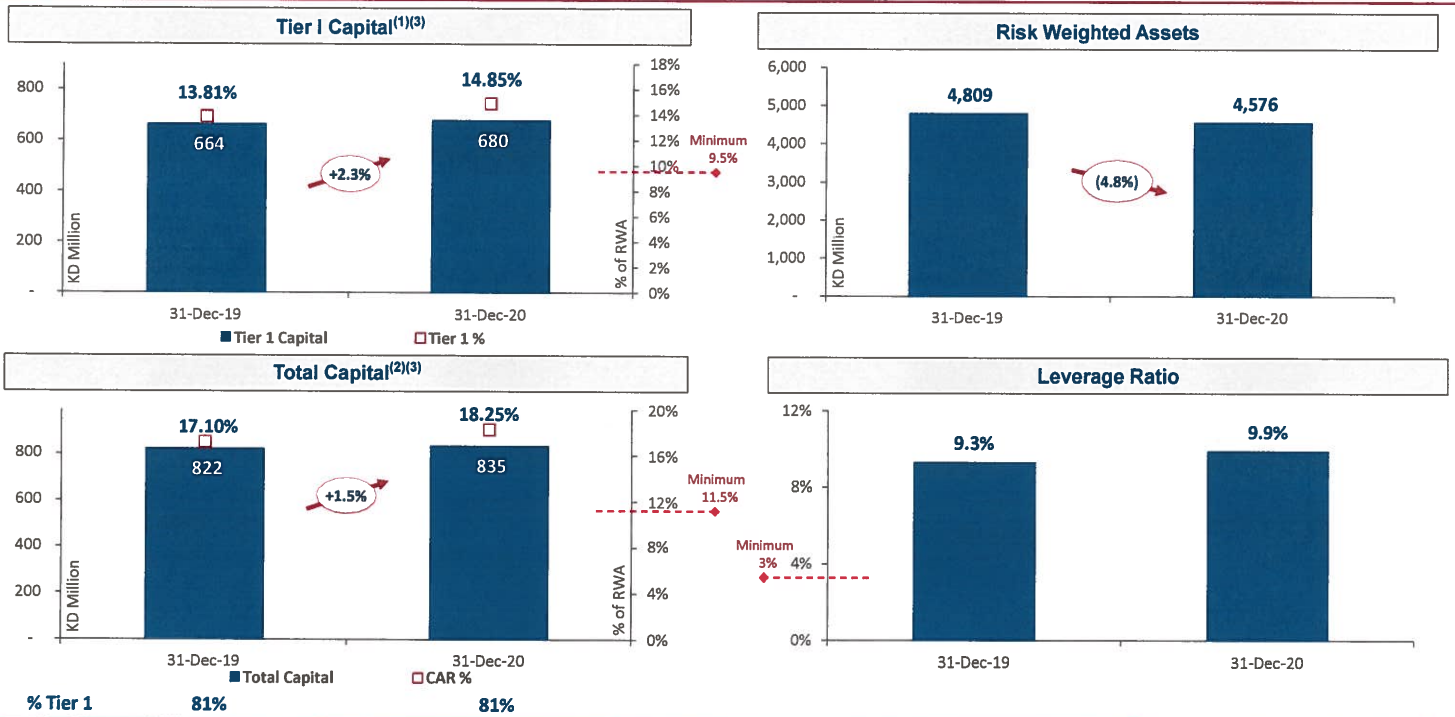 Tier I Capital(1)(3)
800
600
400
200
-
KD Million
13.81%
664
+2.3%
14.85%
680
18%
16%
14%
12%
10%
8%
6%
4%
2%
0%
% of RWA
Minimum
9.5%
31-Dec-19
31-Dec-20
Tier 1 Capital
Tier 1 %
Risk Weighted Assets
6,000
5,000
4,000
3,000
2,000
1,000
-
KD Million
4,809
(4.8%)
4,576
31-Dec-19
31-Dec-20
Total Capital(2)(3)
800
600
400
200
-
KD Million
17.10%
822
+1.5%
18.25%
835
20%
16%
12%
8%
4%
0%
% of RWA
Minimum
11.5%
31-Dec-19
31-Dec-20
Total Capital
CAR %
% Tier 1 81% 81%
Leverage Ratio
12%
8%
4%
0%
Minimum
3%
9.3%
9.9%
31-Dec-19
31-Dec-20